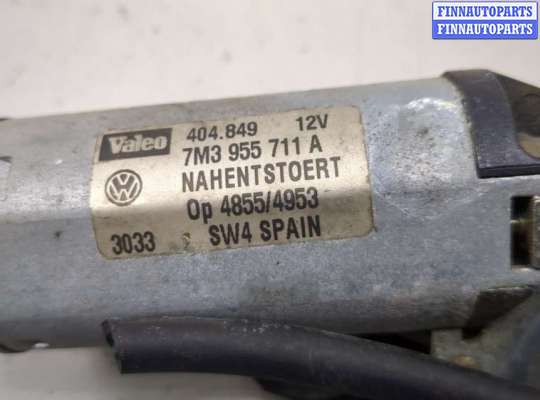 FINNAUTOPARTS
FINNAUTOPARTS
Valeo 404.849 12V
7M3 955 711 A
NAHENTSTOERT
Op 4855/4953
3033 SW4 SPAIN